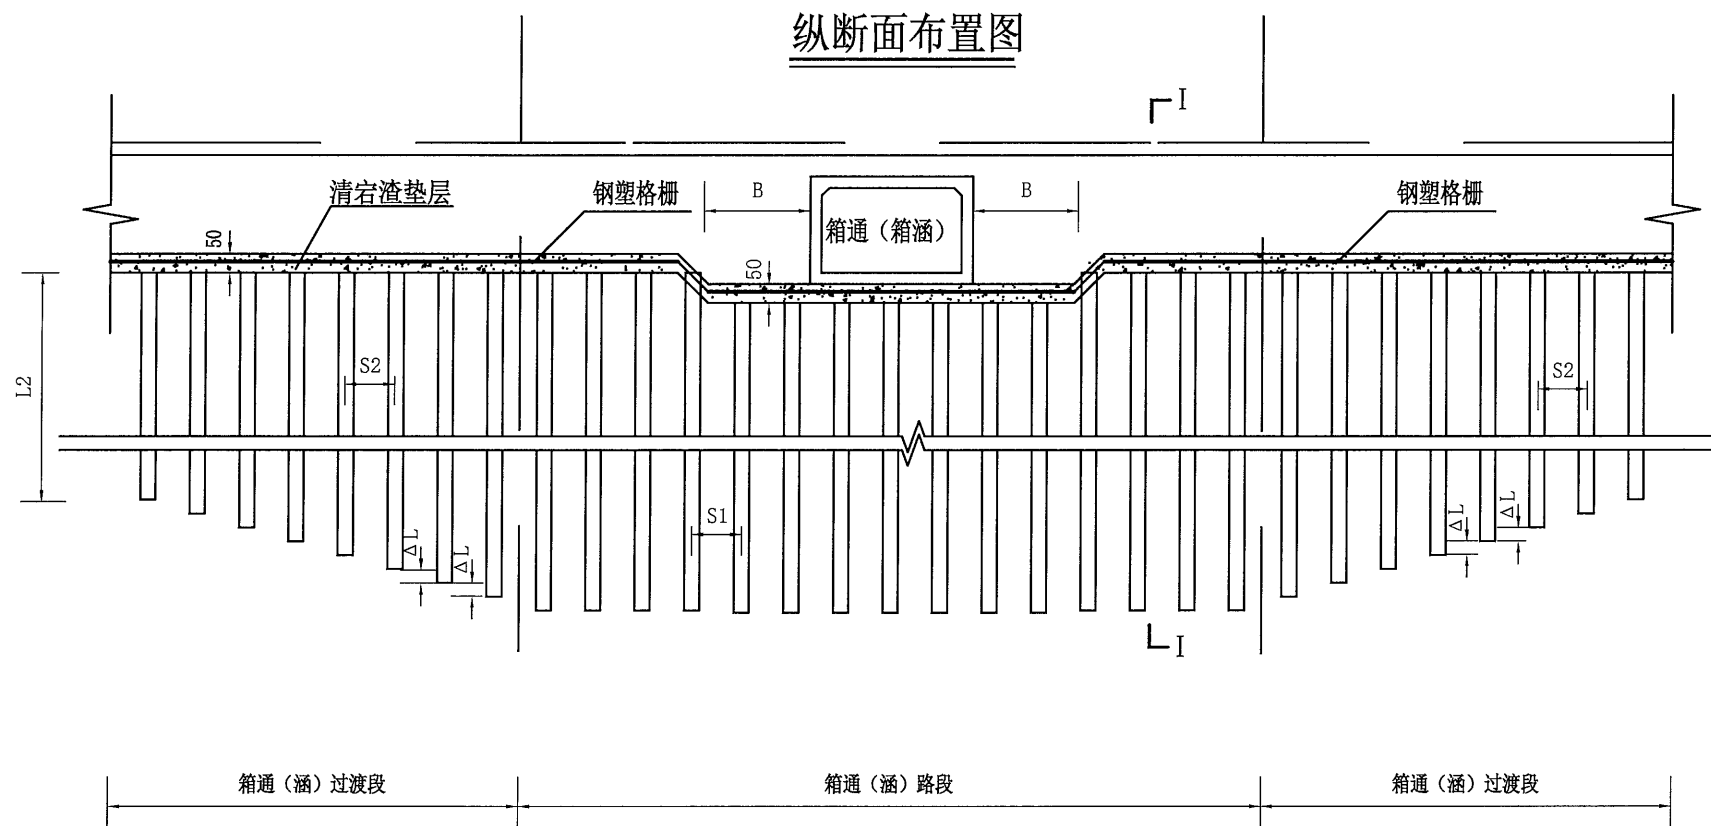 纵断面布置图
I
清宕渣垫层
钢塑格栅
B
B
钢塑格栅
箱通（箱涵）
50
50
L2
S2
S2
S1
ΔL
ΔL
ΔL
ΔL
I
箱通（涵）过渡段
箱通（涵）路段
箱通（涵）过渡段